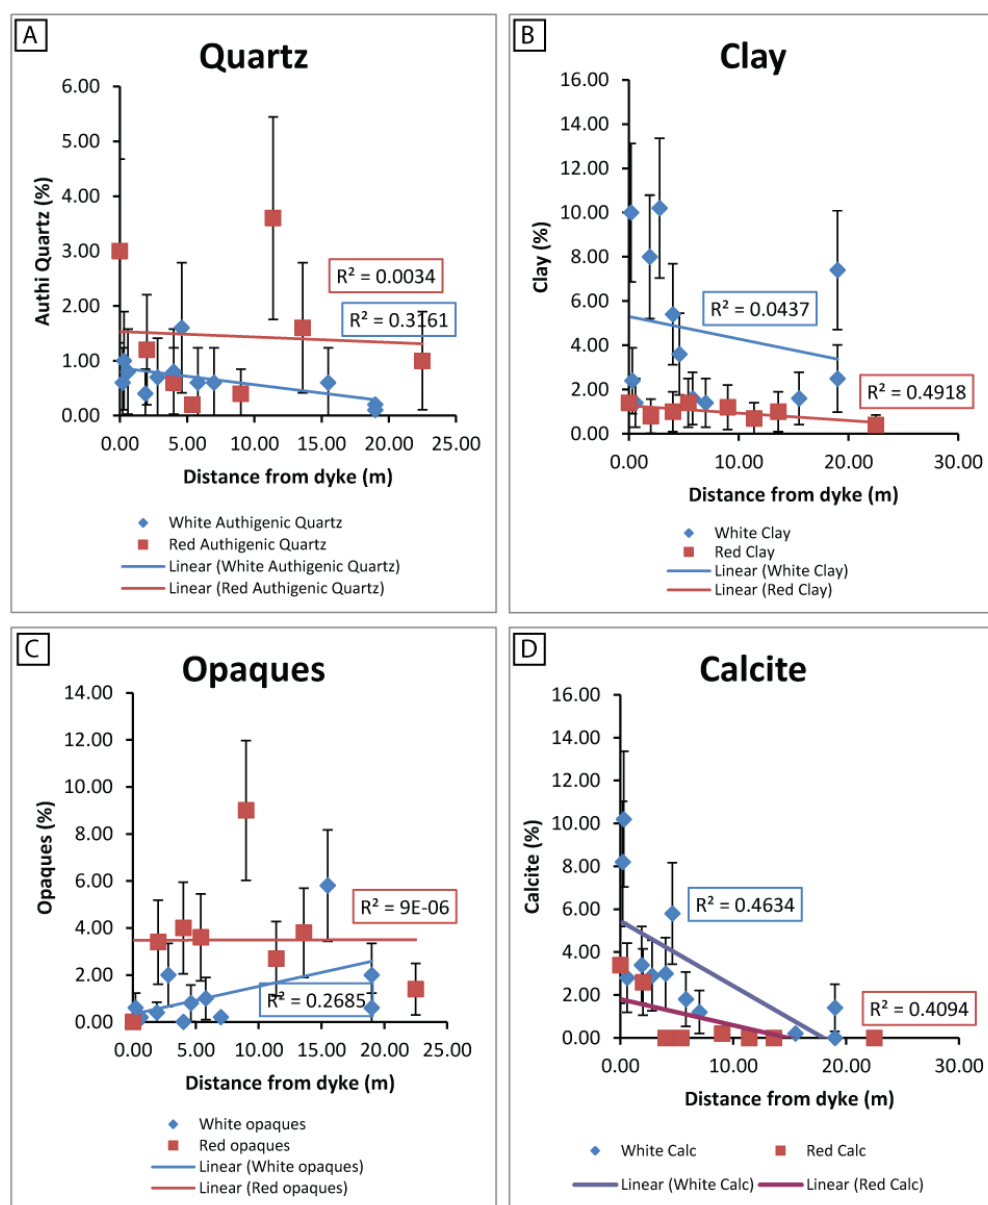 A
Quartz
6.00
5.00
4.00
3.00
2.00
1.00
0.00
Authi Quartz (%)
R² = 0.0034
R² = 0.3161
0.00 5.00 10.00 15.00 20.00 25.00
Distance from dyke (m)
White Authigenic Quartz
Red Authigenic Quartz
Linear (White Authigenic Quartz)
Linear (Red Authigenic Quartz)
B
Clay
16.00
14.00
12.00
10.00
8.00
6.00
4.00
2.00
0.00
Clay (%)
R² = 0.0437
R² = 0.4918
0.00 10.00 20.00 30.00
Distance from dyke (m)
White Clay
Red Clay
Linear (White Clay)
Linear (Red Clay)
C
Opaques
14.00
12.00
10.00
8.00
6.00
4.00
2.00
0.00
Opaques (%)
R² = 9E-06
R² = 0.2685
0.00 5.00 10.00 15.00 20.00 25.00
Distance from dyke (m)
White opaques
Red opaques
Linear (White opaques)
Linear (Red opaques)
D
Calcite
16.00
14.00
12.00
10.00
8.00
6.00
4.00
2.00
0.00
Calcite (%)
R² = 0.4634
R² = 0.4094
0.00 10.00 20.00 30.00
Distance from dyke (m)
White Calc Red Calc
Linear (White Calc) Linear (Red Calc)